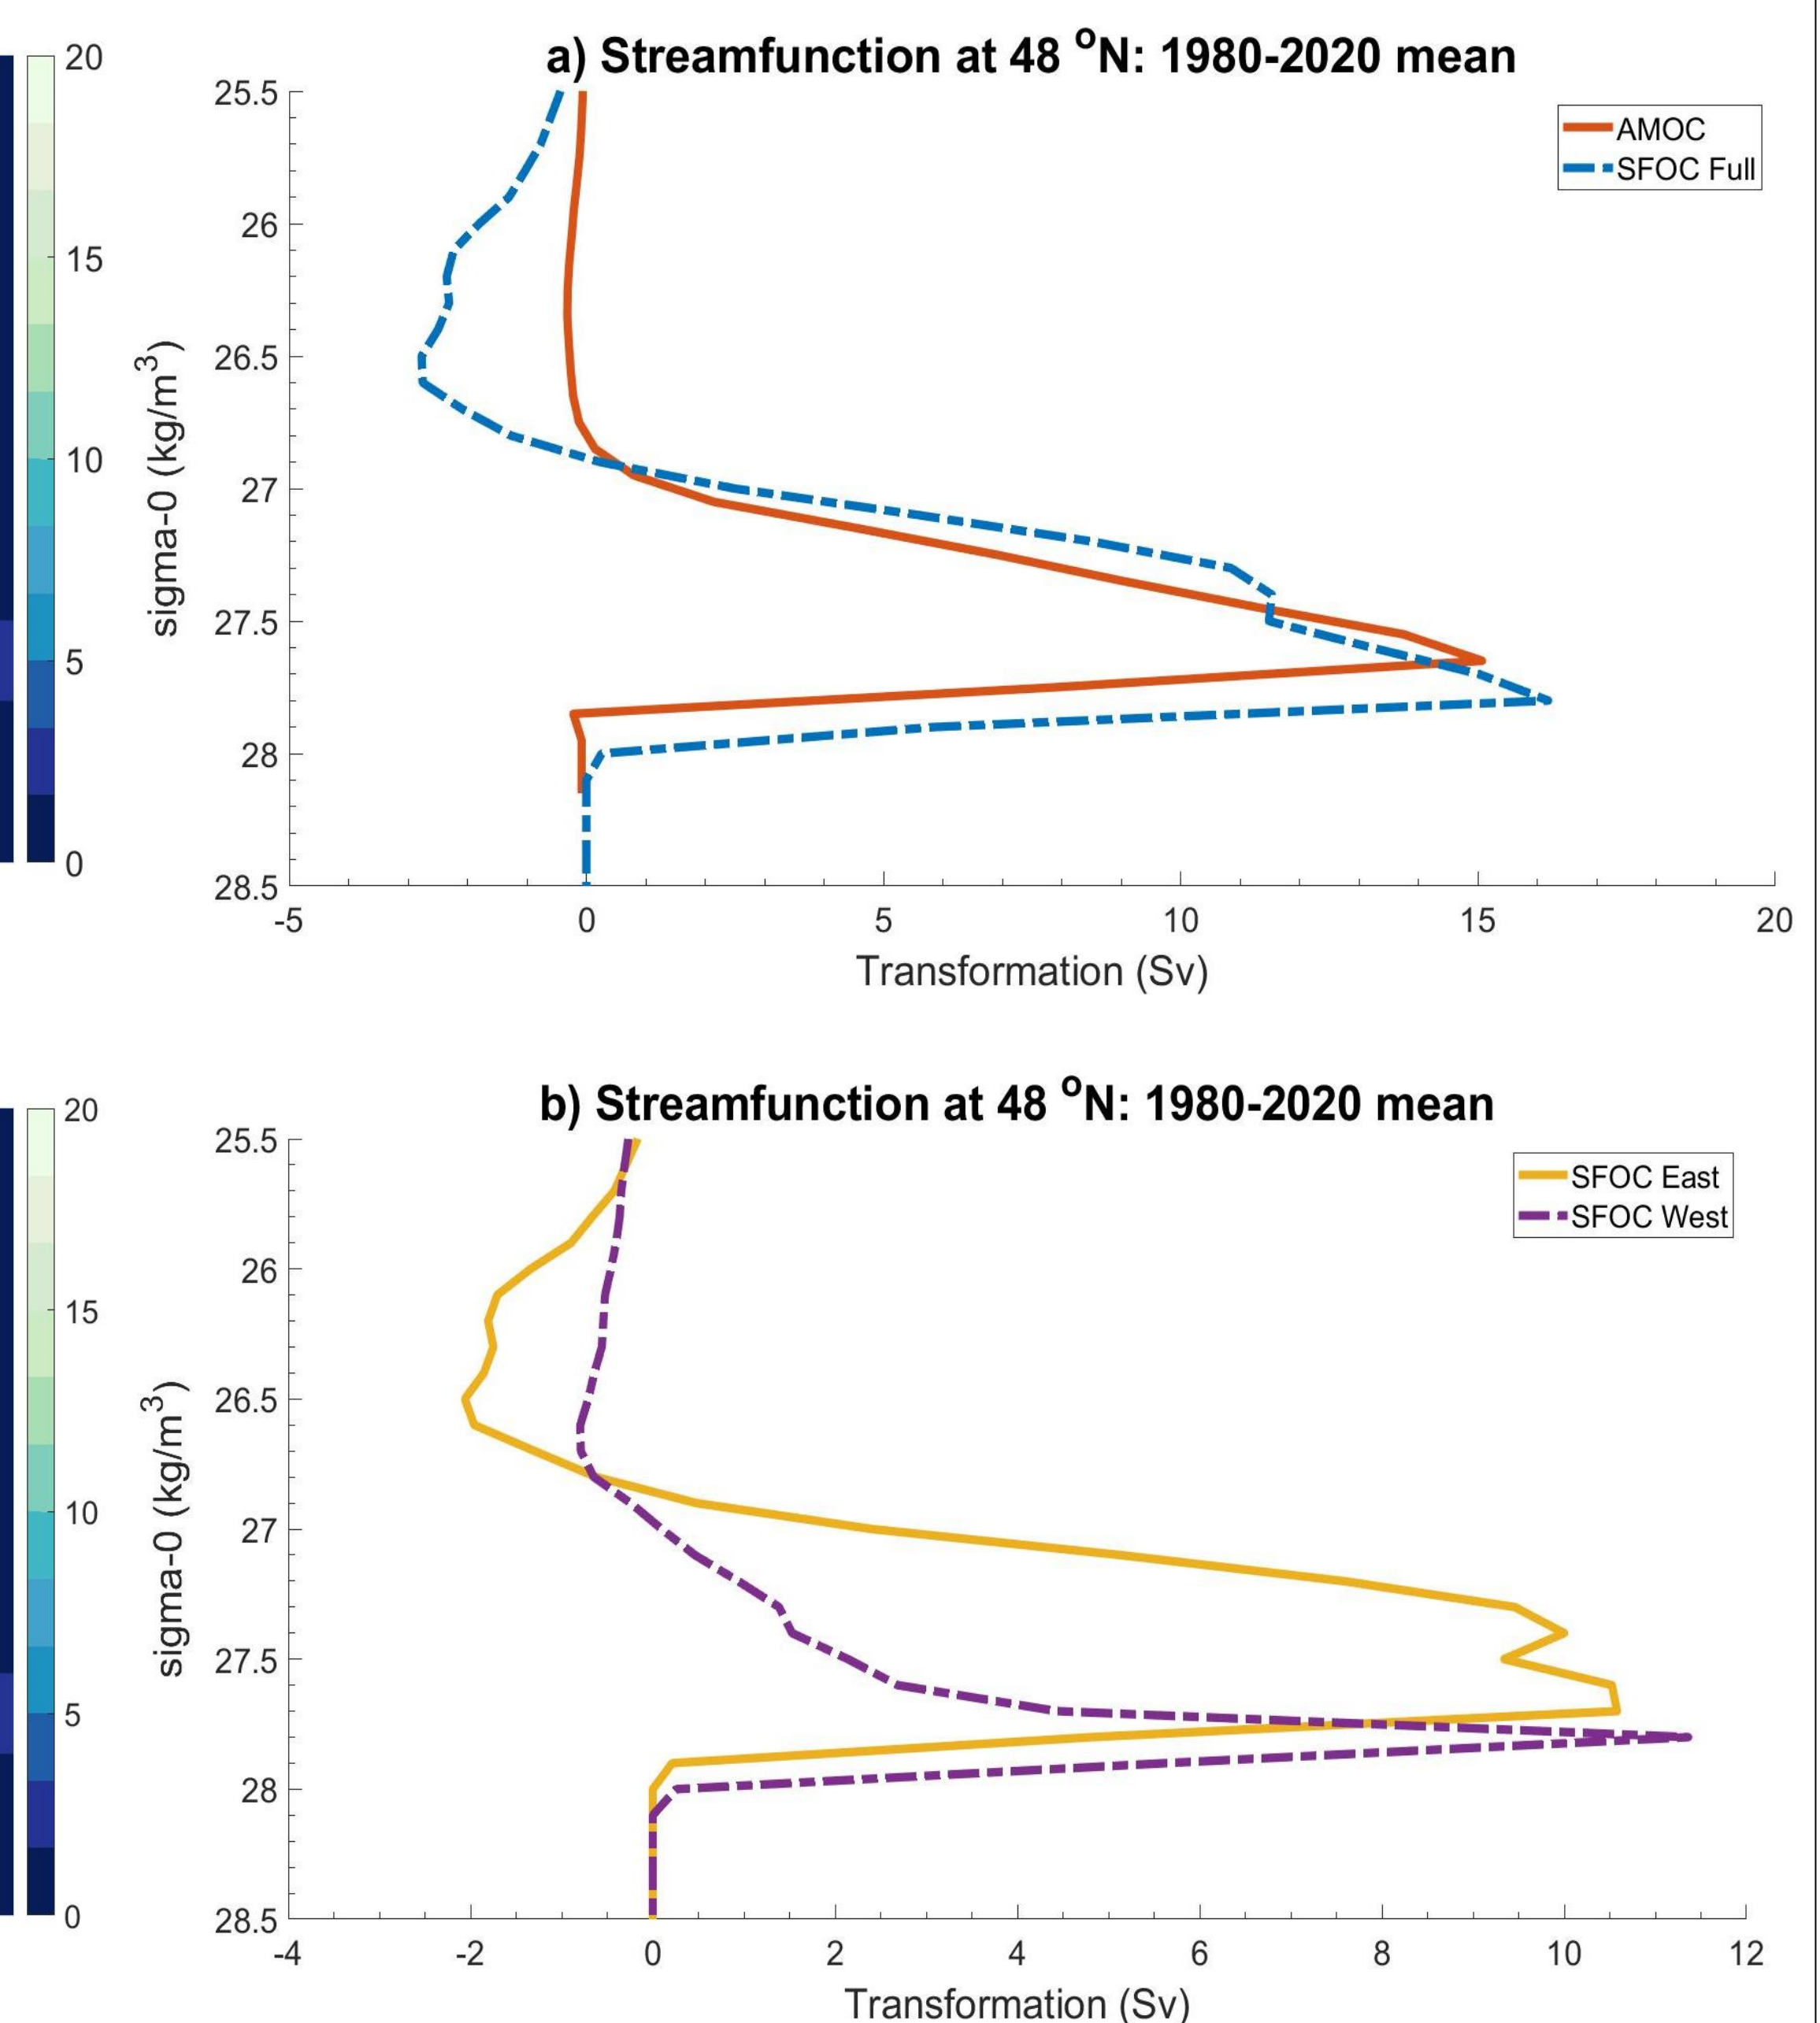 a) Streamfunction at 48 °N: 1980-2020 mean
20
15
10
5
0
sigma-0 (kg/m³)
25.5
26
26.5
27
27.5
28
28.5
AMOC
SFOC Full
-5 0 5 10 15 20
Transformation (Sv)
b) Streamfunction at 48 °N: 1980-2020 mean
20
15
10
5
0
sigma-0 (kg/m³)
25.5
26
26.5
27
27.5
28
28.5
SFOC East
SFOC West
-4 -2 0 2 4 6 8 10 12
Transformation (Sv)